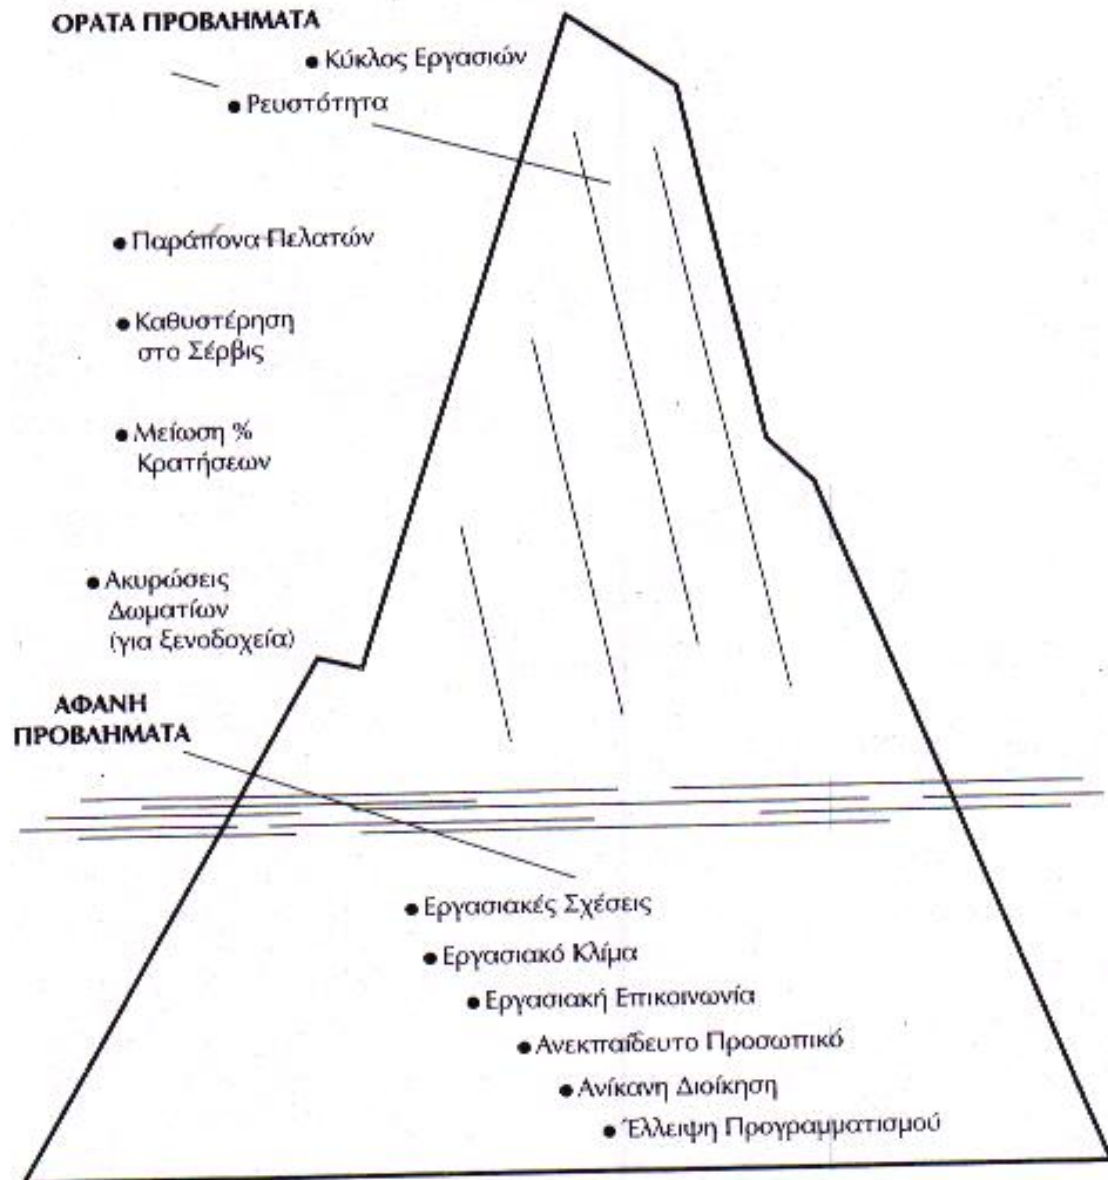 ΟΡΑΤΑ ΠΡΟΒΛΗΜΑΤΑ
● Κύκλος Εργασιών
● Ρευστότητα
● Παράπονα Πελατών
● Καθυστέρηση
στο Σέρβις
● Μείωση %
Κρατήσεων
● Ακυρώσεις
Δωματίων
(για ξενοδοχεία)
ΑΦΑΝΗ
ΠΡΟΒΛΗΜΑΤΑ
● Εργασιακές Σχέσεις
● Εργασιακό Κλίμα
● Εργασιακή Επικοινωνία
● Ανεκπαίδευτο Προσωπικό
● Ανίκανη Διοίκηση
● Έλλειψη Προγραμματισμού